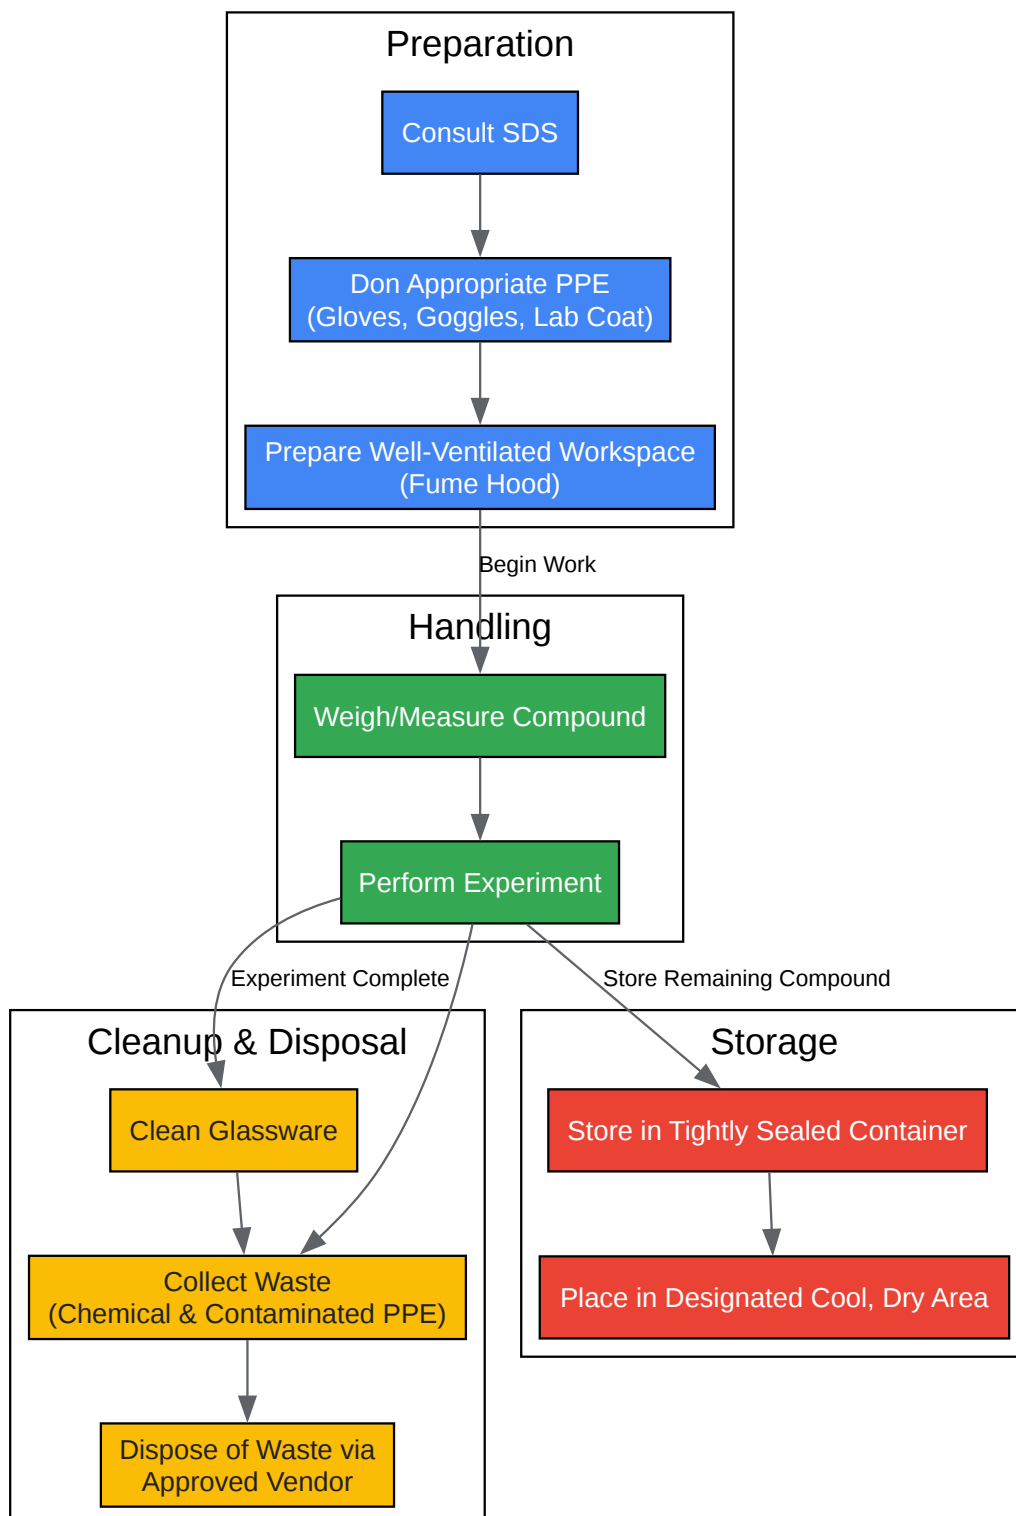 Preparation
Consult SDS
Don Appropriate PPE
(Gloves, Goggles, Lab Coat)
Prepare Well-Ventilated Workspace
(Fume Hood)
Begin Work
Handling
Weigh/Measure Compound
Perform Experiment
Experiment Complete
Store Remaining Compound
Cleanup & Disposal
Clean Glassware
Collect Waste
(Chemical & Contaminated PPE)
Dispose of Waste via
Approved Vendor
Storage
Store in Tightly Sealed Container
Place in Designated Cool, Dry Area